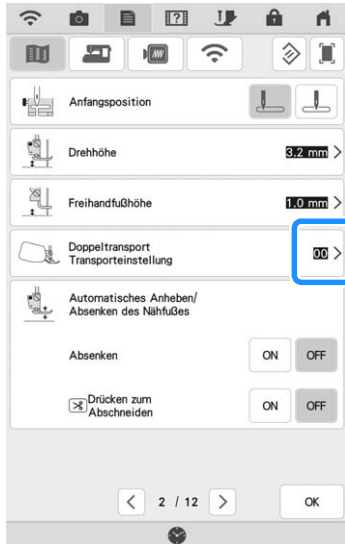 Anfangsposition
Drehhöhe
3.2 mm
Freihandfußhöhe
1.0 mm
Doppeltransport
Transporteinstellung
00
Automatisches Anheben/
Absenken des Nähfußes
Absenken
ON
OFF
Drücken zum
Abschneiden
ON
OFF
2 / 12
OK